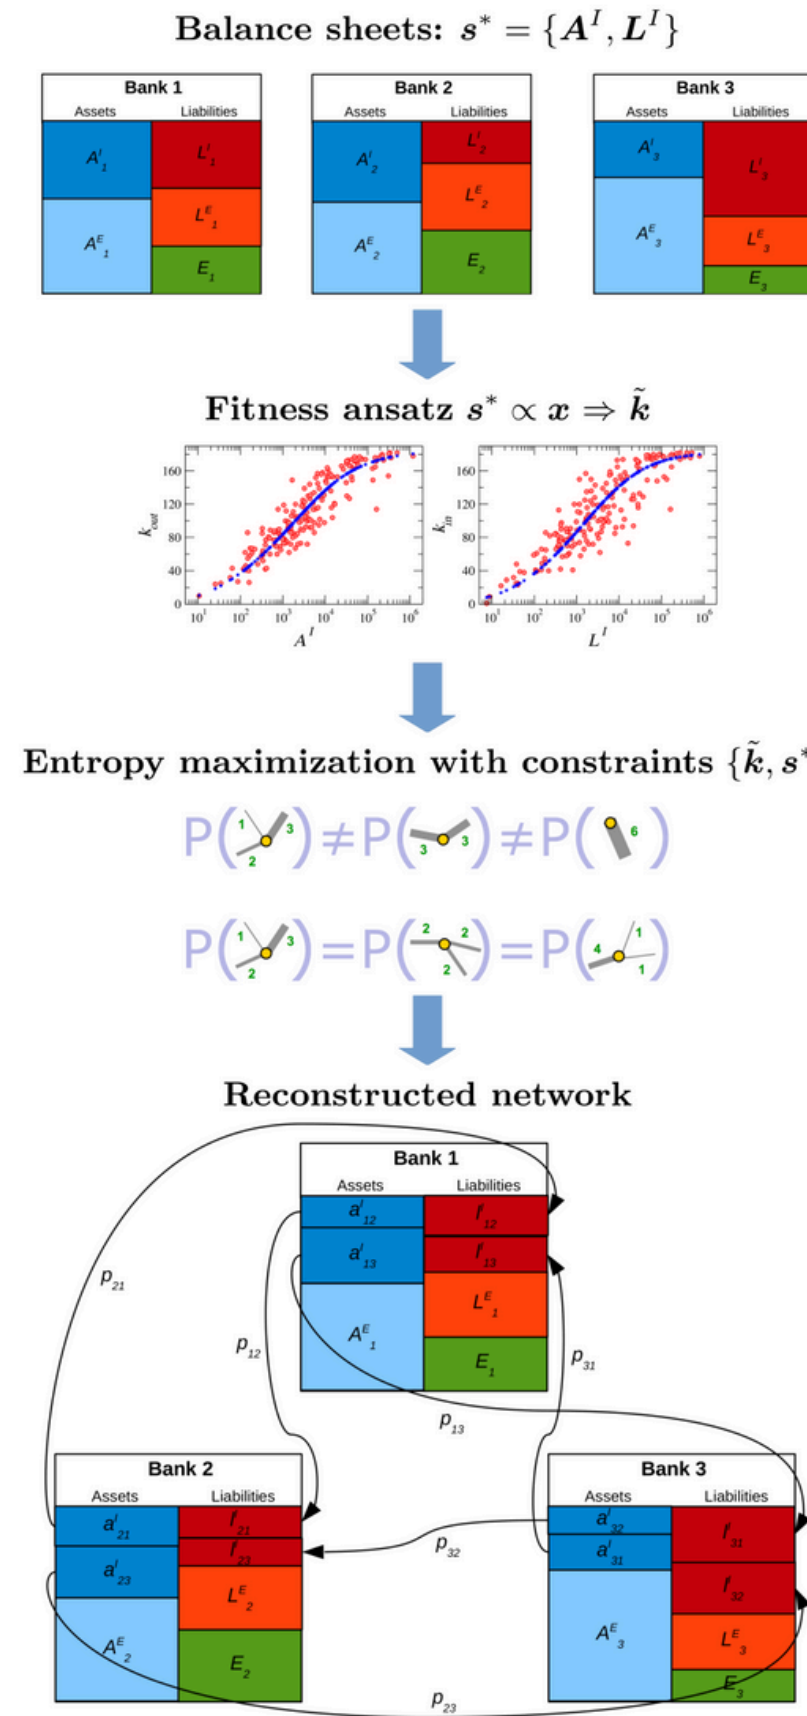 Balance sheets: s* = {A^I, L^I}
Bank 1
Assets Liabilities
A^I_1
L^I_1
A^E_1
L^E_1
E_1
Bank 2
Assets Liabilities
A^I_2
L^I_2
A^E_2
L^E_2
E_2
Bank 3
Assets Liabilities
A^I_3
L^I_3
A^E_3
L^E_3
E_3
Fitness ansatz s* ∝ x ⇒ k̃
k_out
160
120
80
40
0
10^1 10^2 10^3 10^4 10^5 10^6
A^I
k_in
160
120
80
40
0
10^1 10^2 10^3 10^4 10^5 10^6
L^I
Entropy maximization with constraints {k̃, s*
P( 1 2 3 ) ≠ P( 3 3 ) ≠ P( 6 )
P( 1 2 3 ) = P( 2 2 2 ) = P( 4 1 1 )
Reconstructed network
Bank 1
Assets Liabilities
a^I_12
l^I_12
a^I_13
l^I_13
A^E_1
L^E_1
E_1
p_21
p_12
p_31
p_13
Bank 2
Assets Liabilities
a^I_21
l^I_21
a^I_23
l^I_23
A^E_2
L^E_2
E_2
p_32
p_23
Bank 3
Assets Liabilities
a^I_32
l^I_31
a^I_31
l^I_32
A^E_3
L^E_3
E_3